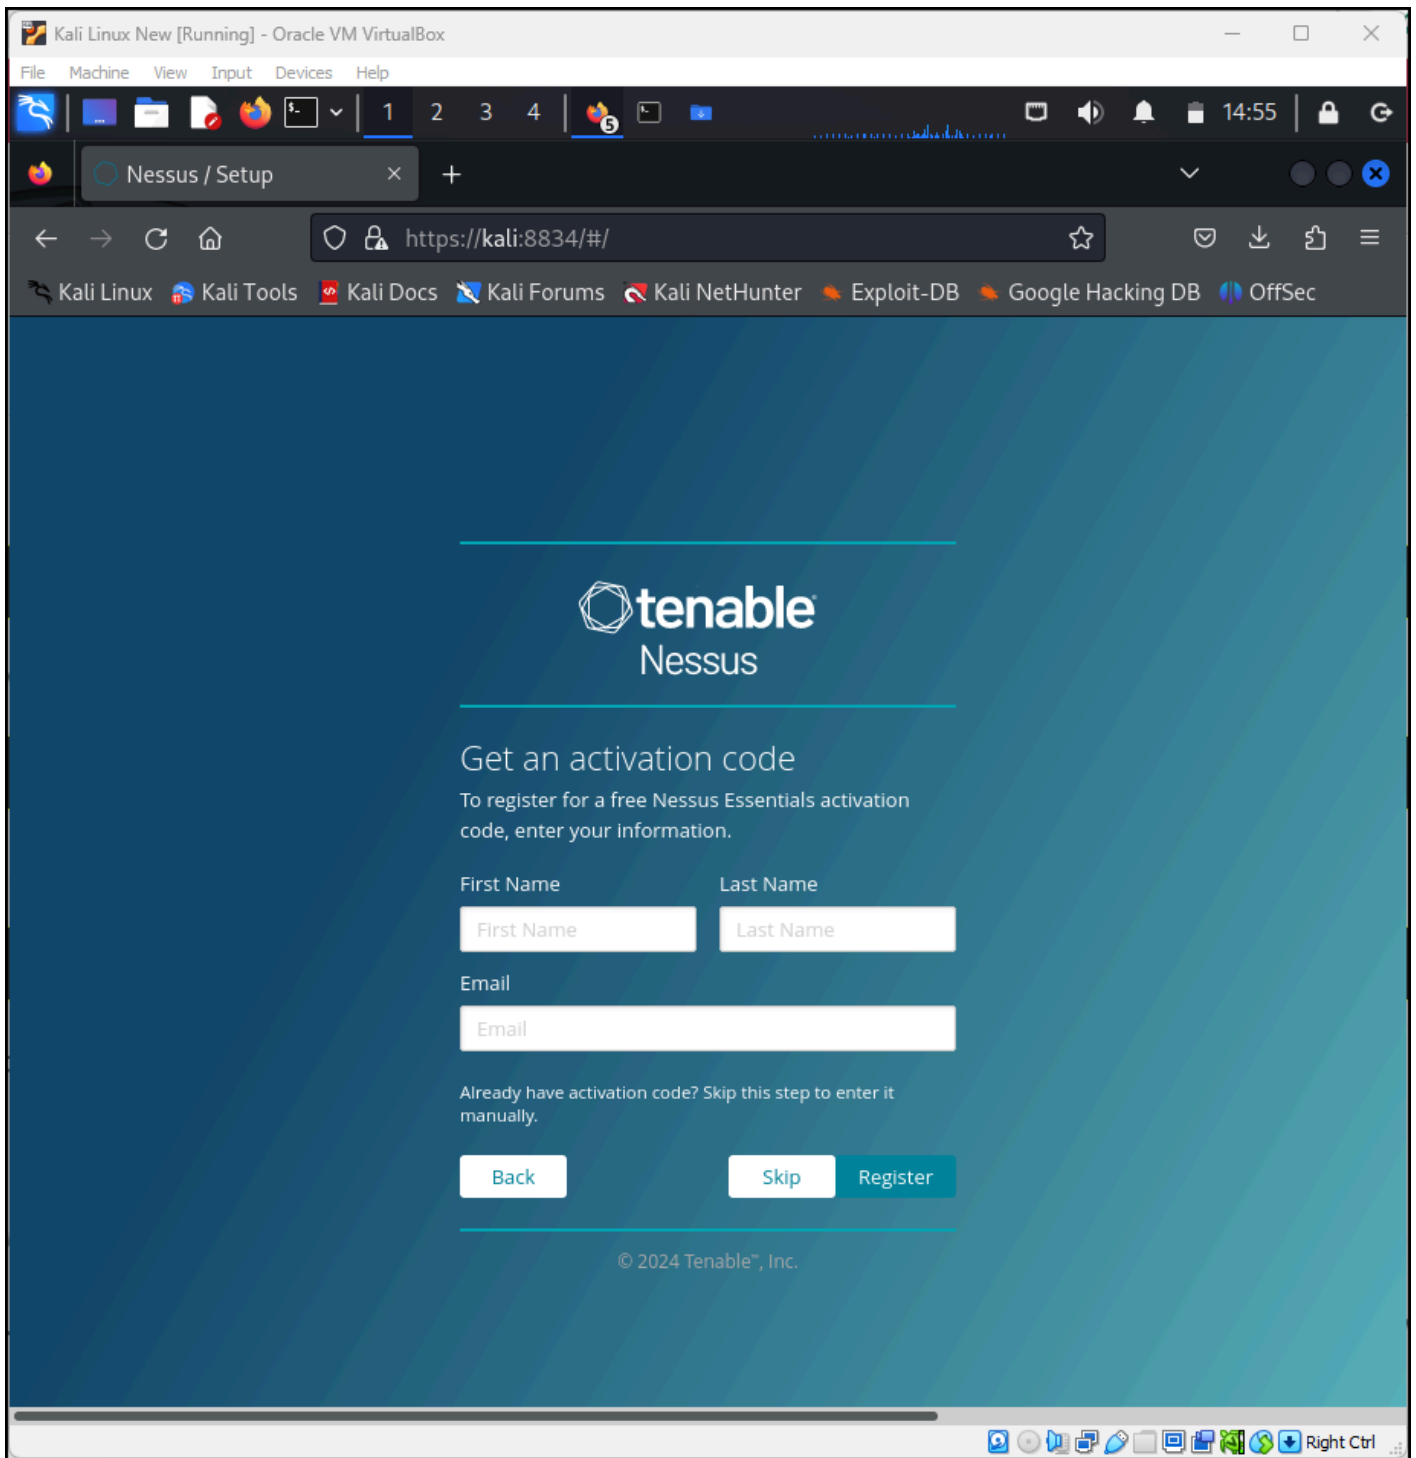 Kali Linux New [Running] - Oracle VM VirtualBox
File Machine View Input Devices Help
1 2 3 4 5 14:55
Nessus / Setup
https://kali:8834/#/
Kali Linux Kali Tools Kali Docs Kali Forums Kali NetHunter Exploit-DB Google Hacking DB OffSec
tenable
Nessus
Get an activation code
To register for a free Nessus Essentials activation
code, enter your information.
First Name Last Name
First Name Last Name
Email
Email
Already have activation code? Skip this step to enter it
manually.
Back Skip Register
© 2024 Tenable™, Inc.
Right Ctrl